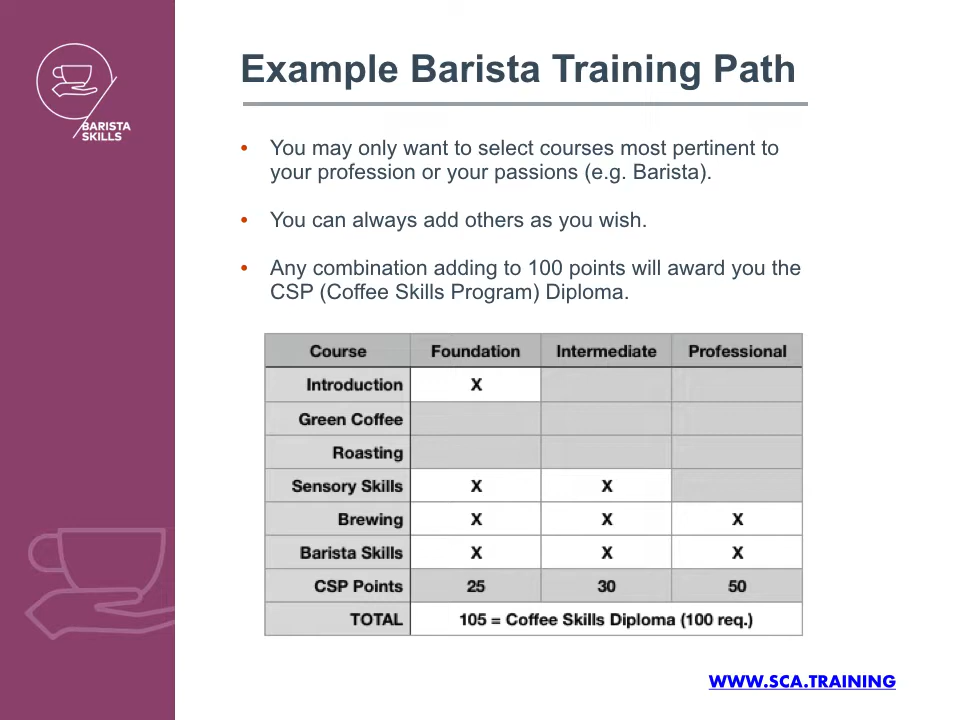 BARISTA
SKILLS
Example Barista Training Path
• You may only want to select courses most pertinent to
your profession or your passions (e.g. Barista).
• You can always add others as you wish.
• Any combination adding to 100 points will award you the
CSP (Coffee Skills Program) Diploma.
Course Foundation Intermediate Professional
Introduction X
Green Coffee
Roasting
Sensory Skills X X
Brewing X X X
Barista Skills X X X
CSP Points 25 30 50
TOTAL 105 = Coffee Skills Diploma (100 req.)
WWW.SCA.TRAINING